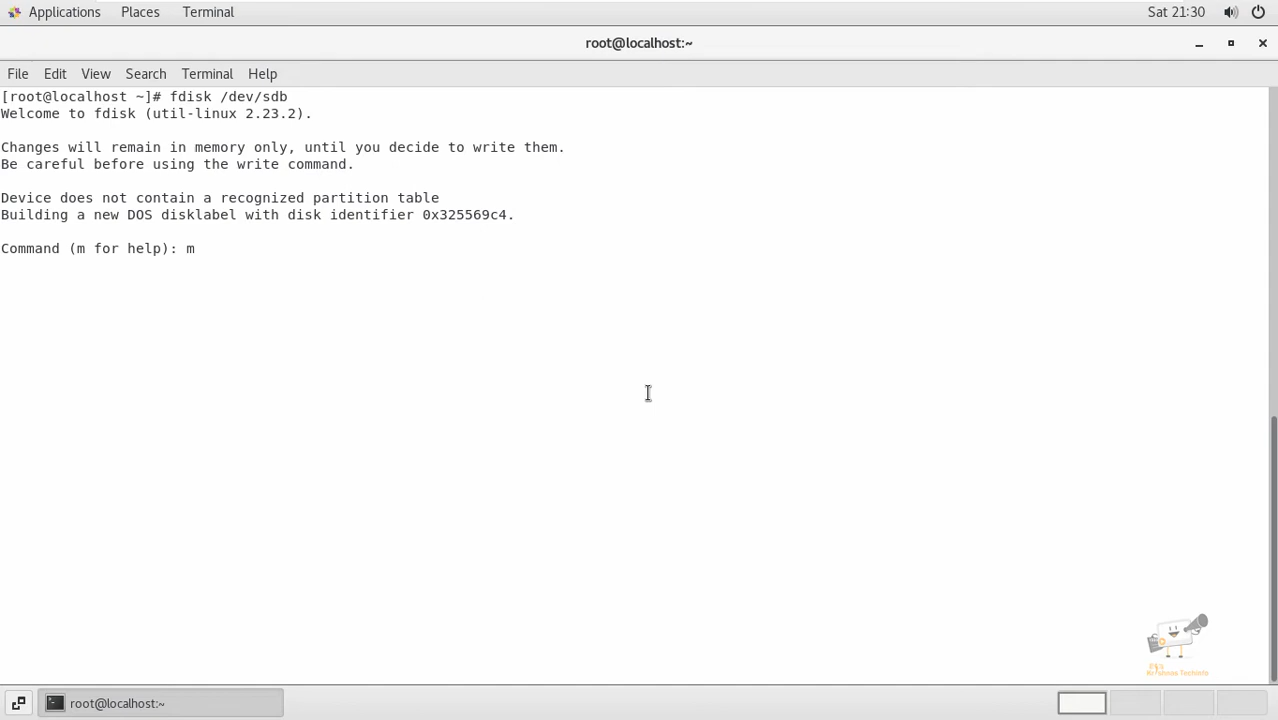 Applications Places Terminal Sat 21:30
root@localhost:~
File Edit View Search Terminal Help
[root@localhost ~]# fdisk /dev/sdb
Welcome to fdisk (util-linux 2.23.2).
Changes will remain in memory only, until you decide to write them.
Be careful before using the write command.
Device does not contain a recognized partition table
Building a new DOS disklabel with disk identifier 0x325569c4.
Command (m for help): m
Krishnas Techinfo
root@localhost:~